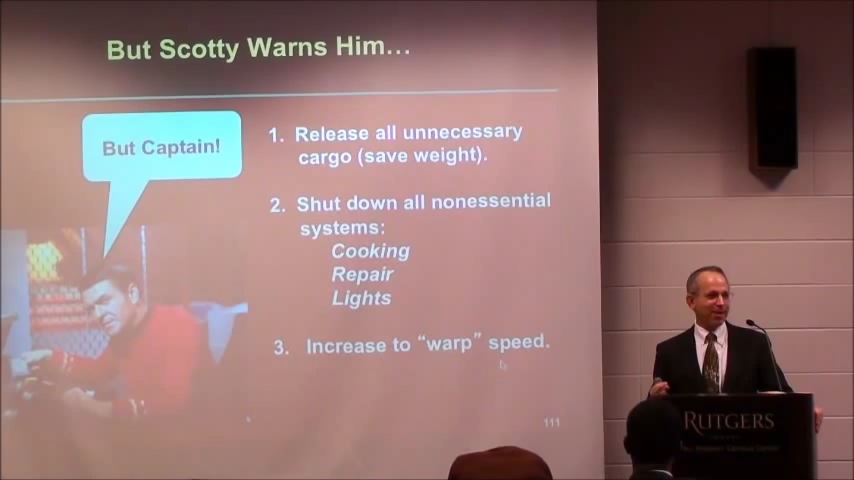 But Scotty Warns Him…
But Captain!
1. Release all unnecessary
cargo (save weight).
2. Shut down all nonessential
systems:
Cooking
Repair
Lights
3. Increase to “warp” speed.
111
RUTGERS